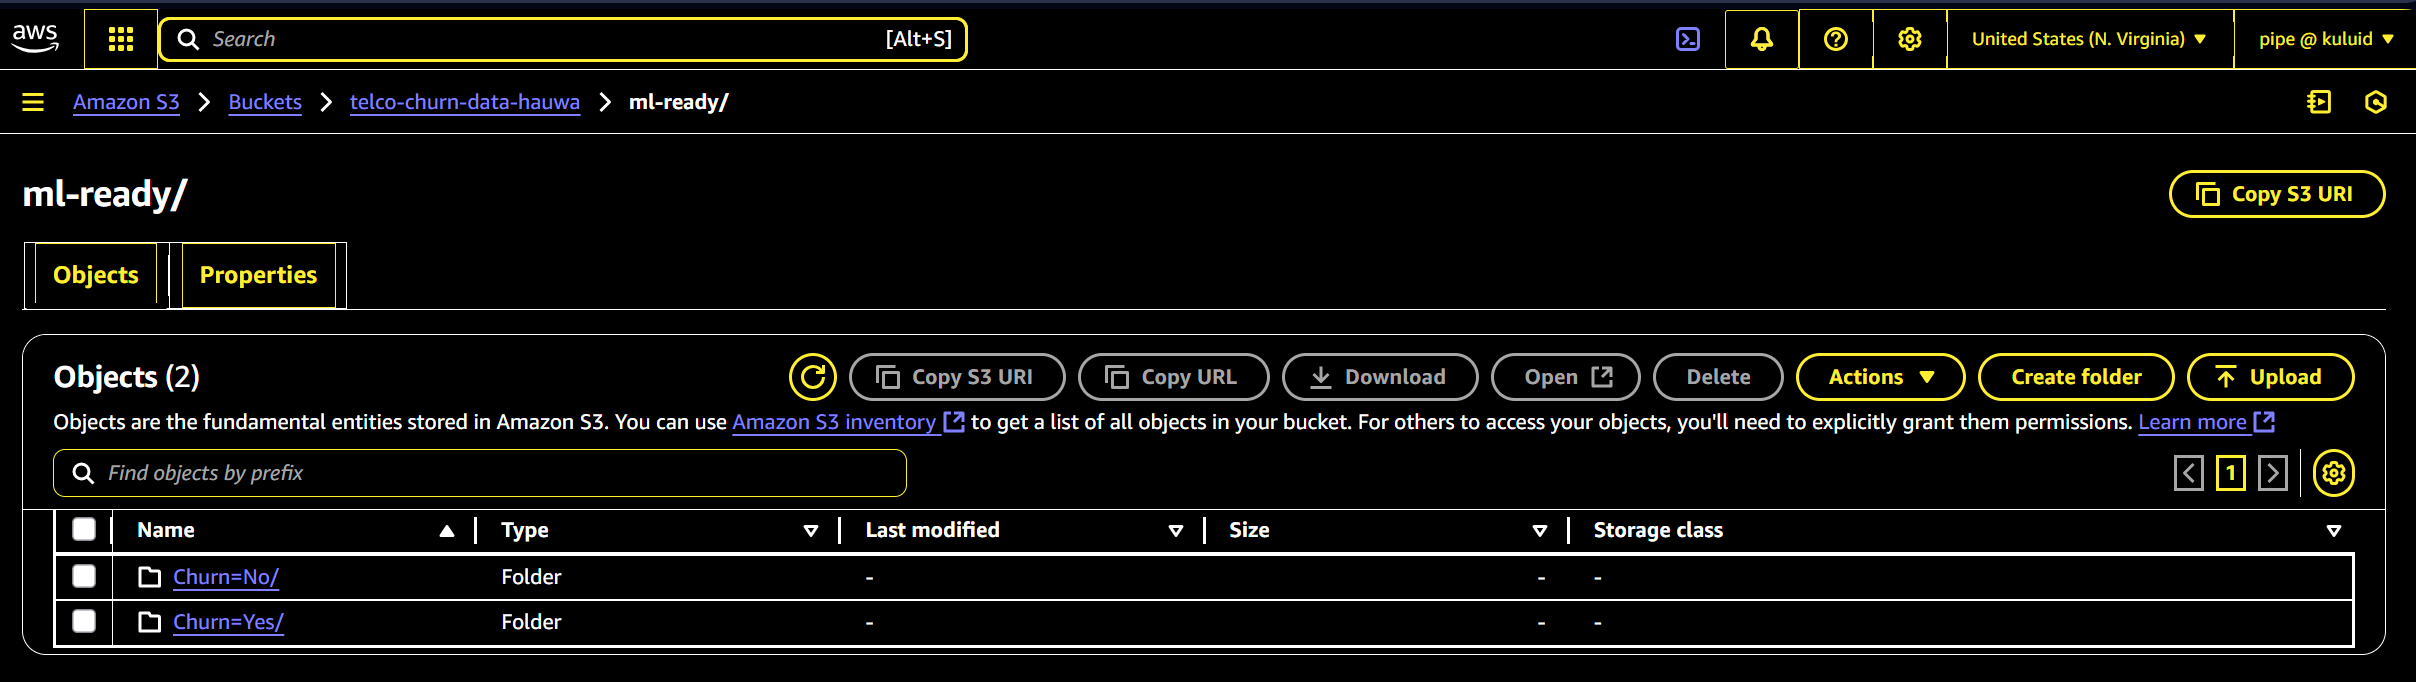 aws Search [Alt+S] United States (N. Virginia) pipe @ kuluid
Amazon S3 Buckets telco-churn-data-hauwa ml-ready/
ml-ready/ Copy S3 URI
Objects Properties
Objects (2) Copy S3 URI Copy URL Download Open Delete Actions Create folder Upload
Objects are the fundamental entities stored in Amazon S3. You can use Amazon S3 inventory to get a list of all objects in your bucket. For others to access your objects, you'll need to explicitly grant them permissions. Learn more
Find objects by prefix 1
Name Type Last modified Size Storage class
Churn=No/ Folder - - -
Churn=Yes/ Folder - - -